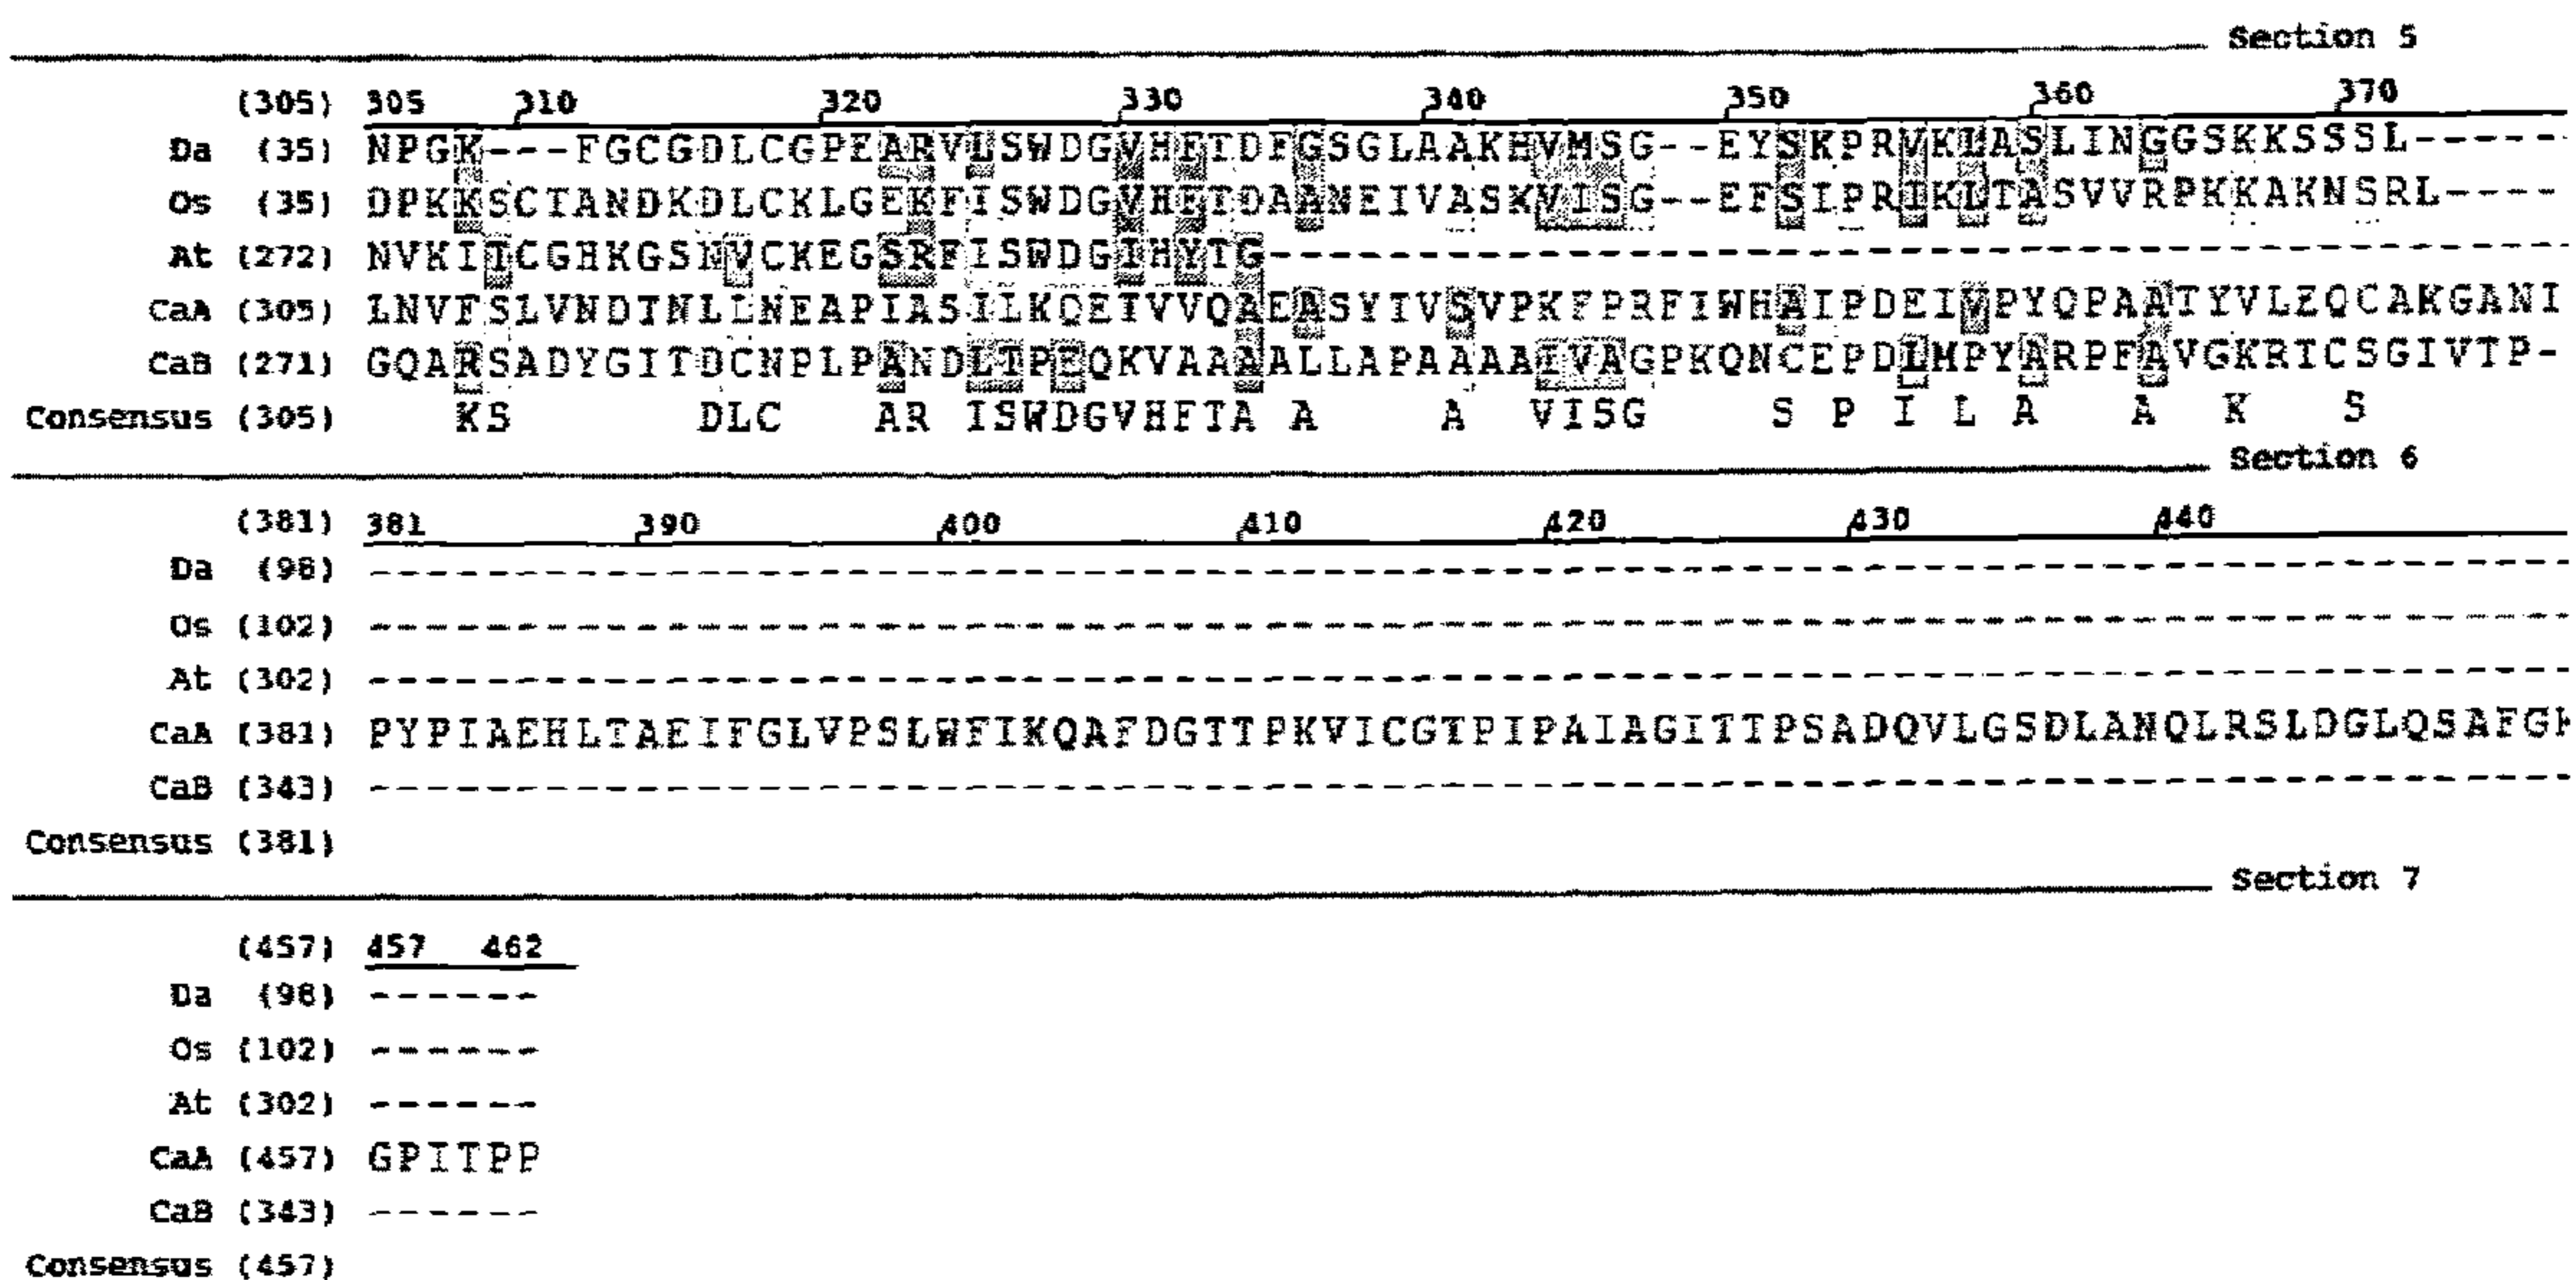 Section 5
(305) 305 310 320 330 340 350 360 370
Da (35) NPGK---FGCGDLCGPEARVLSWDGVHFTDFGSGLAAKHVMSG--EYSKPRVKLASLINGGSKKSSSL-----
Os (35) DPKKSCTANDKDLCKLGEKFISWDGVHFTDAANEIVASKVISG--EFSIPRIKLTASVVRPKKAKNSRL----
At (272) NVKITCGHKGSNVCKEGSRFISWDGIHYTG-------------------------------------------
CaA (305) LNVFSLVNDTNLLNEAPIASILKQETVVQAEASYIVSVPKFPRFIWHAIPDEIVPYQPAATYVLEQCAKGANI
CaB (271) GQARSADYGITDCNPLPANDLTPEQKVAAAALLAPAAAAIVAGPKQNCEPDLMPYARPFAVGKRICSGIVTP-
Consensus (305) KS DLC AR ISWDGVHFTA A A VISG S P I L A A K S
Section 6
(381) 381 390 400 410 420 430 440
Da (98) -------------------------------------------------------------------------
Os (102) -------------------------------------------------------------------------
At (302) -------------------------------------------------------------------------
CaA (381) PYPIAEHLTAEIFGLVPSLWFIKQAFDGTTPKVICGTPIPAIAGITTPSADQVLGSDLANQLRSLDGLQSAFG
CaB (343) -------------------------------------------------------------------------
Consensus (381)
Section 7
(457) 457 462
Da (98) ------
Os (102) ------
At (302) ------
CaA (457) GPITPP
CaB (343) ------
Consensus (457)